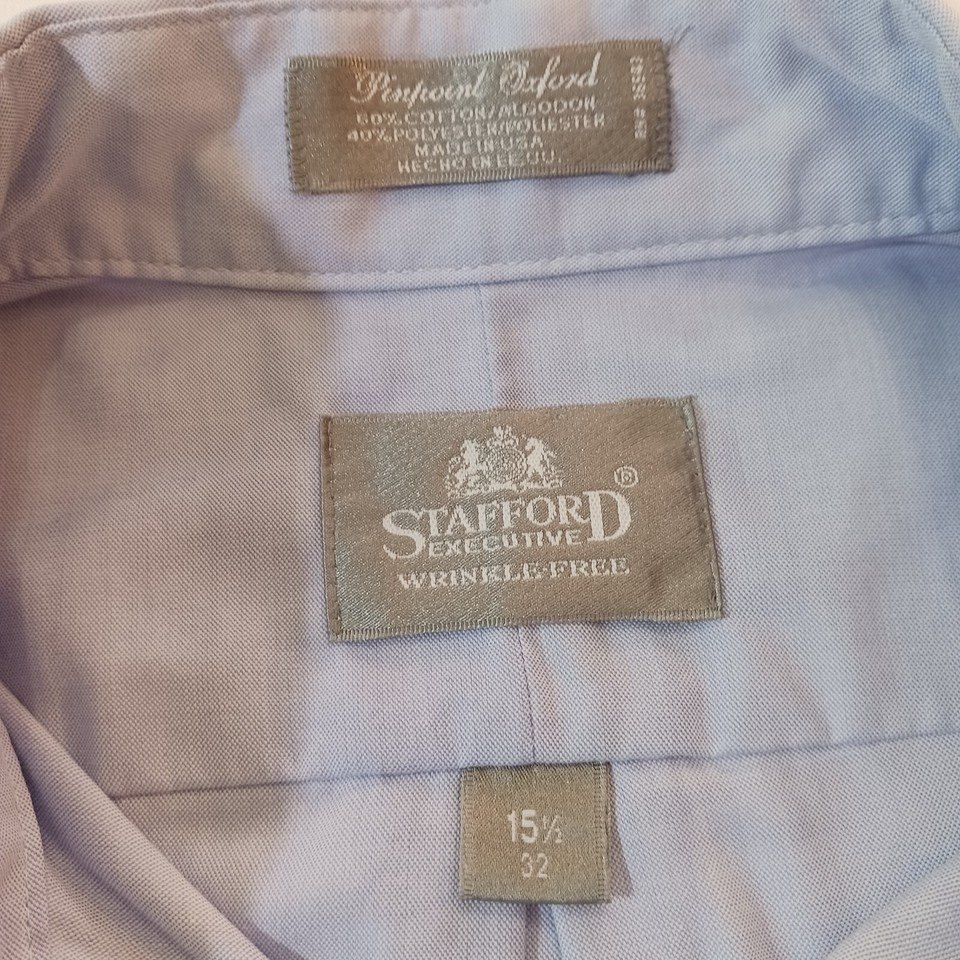 Pinpoint Oxford
60% COTTON/ALGODON
40% POLYESTER/POLIESTER
MADE IN USA
HECHO EN EE.UU.
STAFFORD®
EXECUTIVE
WRINKLE-FREE
15½
32